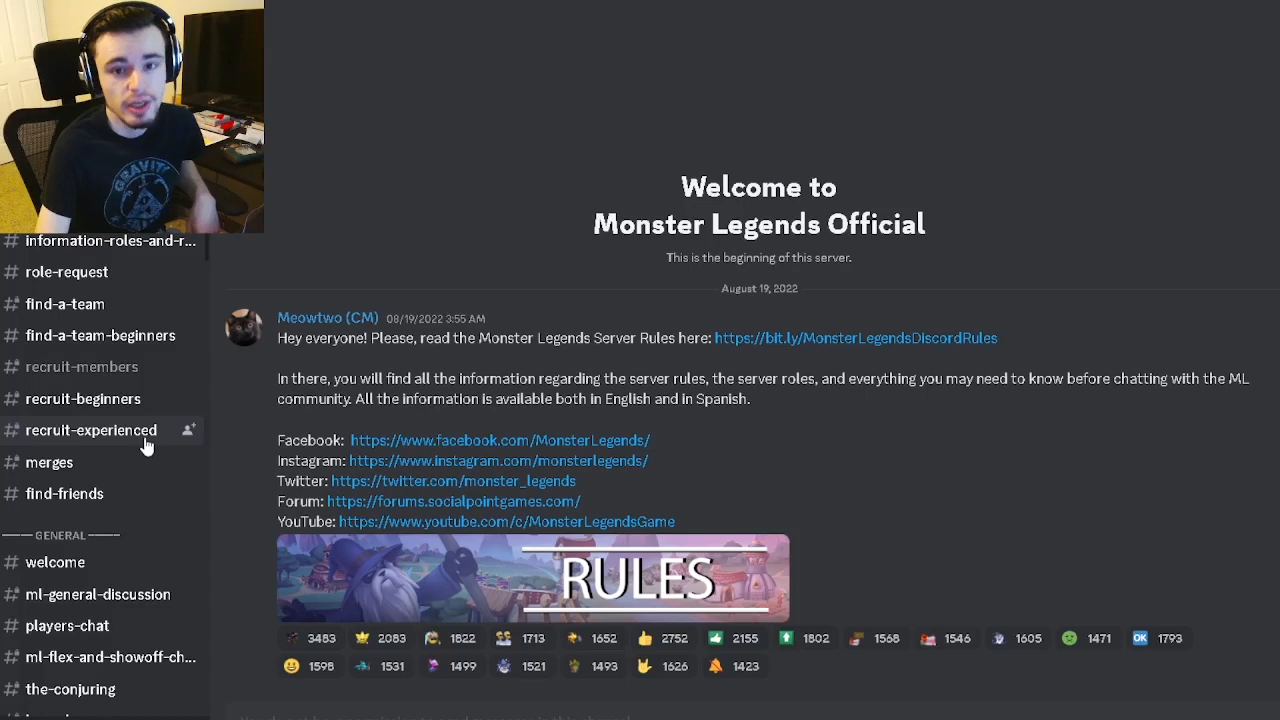 GRAVITY
# information-roles-and-r...
# role-request
# find-a-team
# find-a-team-beginners
# recruit-members
# recruit-beginners
# recruit-experienced
# merges
# find-friends
GENERAL
# welcome
# ml-general-discussion
# players-chat
# ml-flex-and-showoff-ch...
# the-conjuring
Welcome to
Monster Legends Official
This is the beginning of this server.
August 19, 2022
Meowtwo (CM) 08/19/2022 3:55 AM
Hey everyone! Please, read the Monster Legends Server Rules here: https://bit.ly/MonsterLegendsDiscordRules
In there, you will find all the information regarding the server rules, the server roles, and everything you may need to know before chatting with the ML
community. All the information is available both in English and in Spanish.
Facebook: https://www.facebook.com/MonsterLegends/
Instagram: https://www.instagram.com/monsterlegends/
Twitter: https://twitter.com/monster_legends
Forum: https://forums.socialpointgames.com/
YouTube: https://www.youtube.com/c/MonsterLegendsGame
RULES
3483 2083 1822 1713 1652 2752 2155 1802 1568 1546 1605 1471 OK 1793
1598 1531 1499 1521 1493 1626 1423